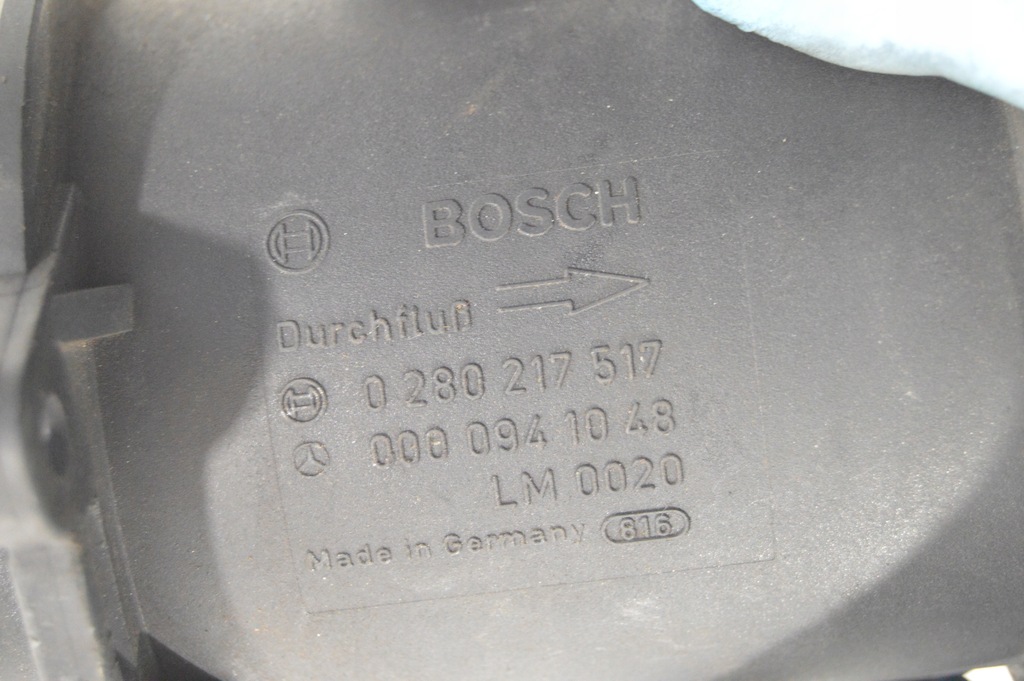 BOSCH
Durchfluß
0 280 217 517
000 094 10 48
LM 0020
Made in Germany 816